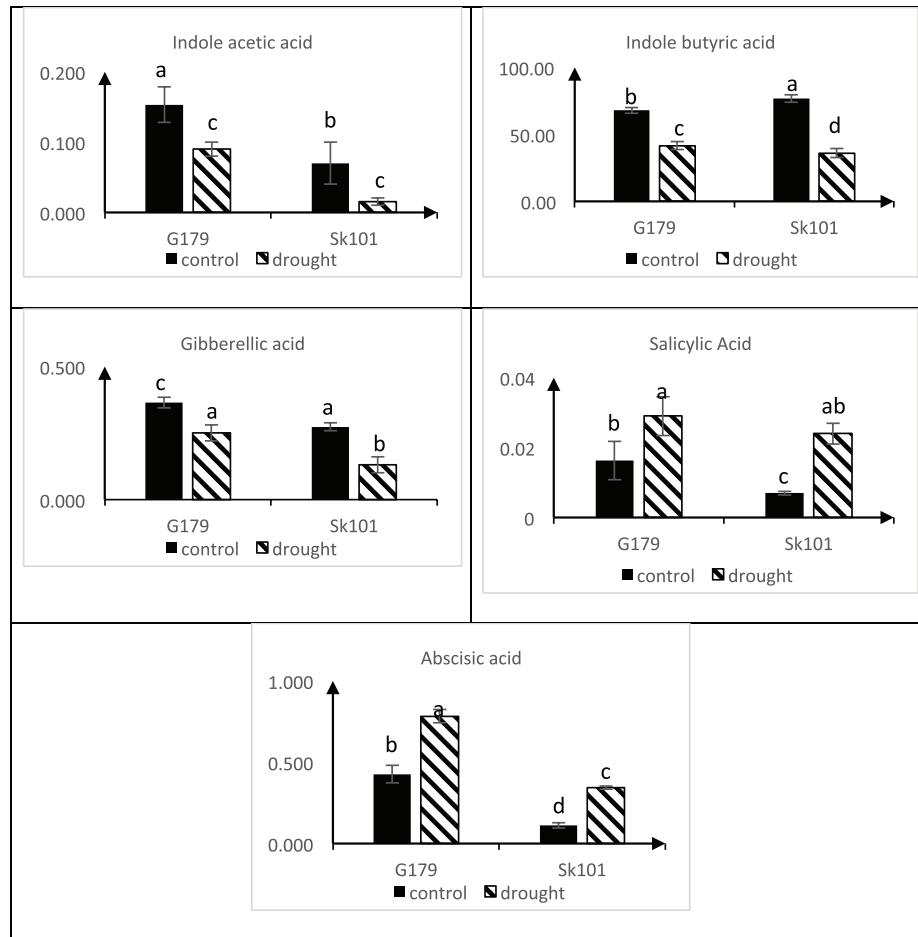 Indole acetic acid
0.200
0.100
0.000
a
c
b
c
G179 Sk101
control drought
Indole butyric acid
100.00
50.00
0.00
b
c
a
d
G179 Sk101
control drought
Gibberellic acid
0.500
0.000
c
a
a
b
G179 Sk101
control drought
Salicylic Acid
0.04
0.02
0
b
a
c
ab
G179 Sk101
control drought
Abscisic acid
1.000
0.500
0.000
b
a
d
c
G179 Sk101
control drought